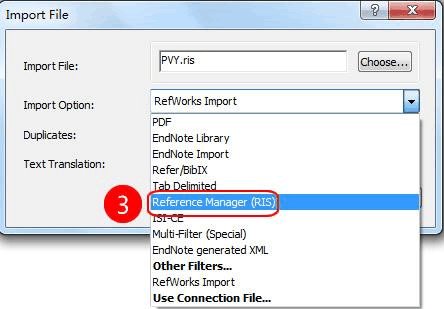 Import File
Import File:
PVY.ris
Choose...
Import Option:
RefWorks Import
Duplicates:
Text Translation:
PDF
EndNote Library
EndNote Import
Refer/BibIX
Tab Delimited
3
Reference Manager (RIS)
ISI-CE
Multi-Filter (Special)
EndNote generated XML
Other Filters...
RefWorks Import
Use Connection File...